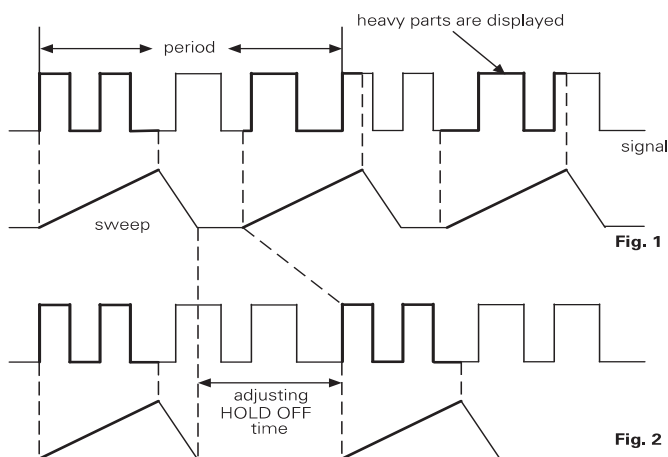 heavy parts are displayed
period
signal
sweep
Fig. 1
adjusting
HOLD OFF
time
Fig. 2